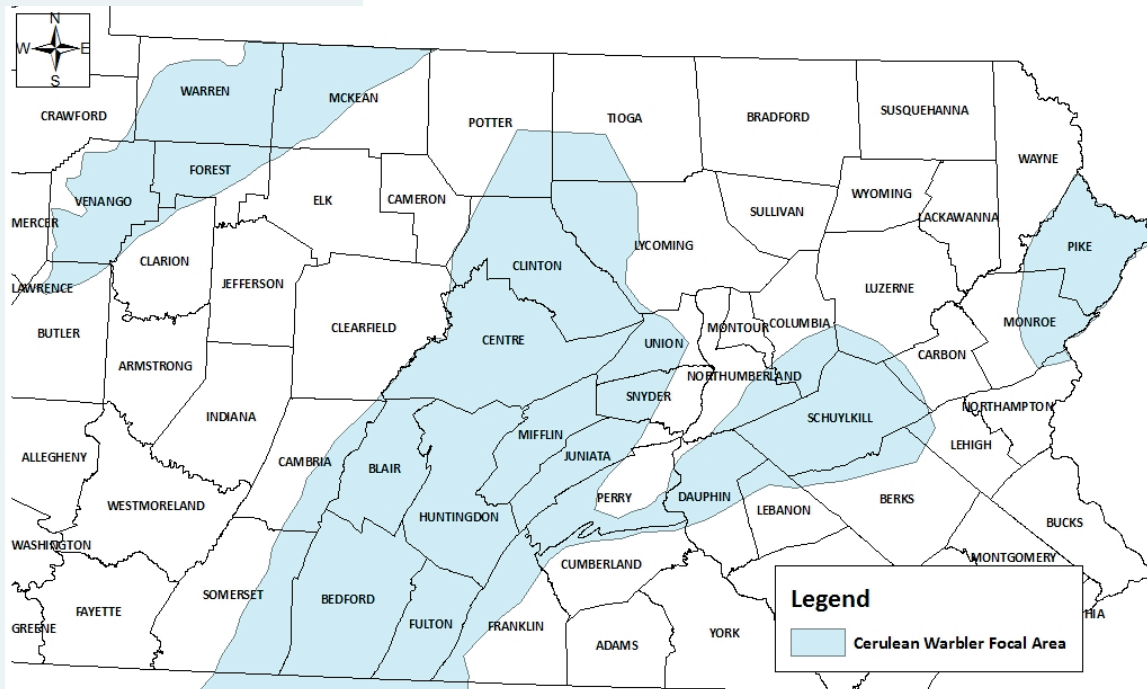 N
W E
S
WARREN
MCKEAN
CRAWFORD
POTTER
TIOGA
BRADFORD
SUSQUEHANNA
WAYNE
FOREST
VENANGO
ELK
CAMERON
WYOMING
LACKAWANNA
SULLIVAN
MERCER
LYCOMING
PIKE
CLARION
CLINTON
JEFFERSON
LAWRENCE
LUZERNE
BUTLER
CLEARFIELD
CENTRE
UNION
MONTOUR
COLUMBIA
MONROE
CARBON
ARMSTRONG
NORTHUMBERLAND
SNYDER
NORTHAMPTON
INDIANA
SCHUYLKILL
MIFFLIN
LEHIGH
ALLEGHENY
CAMBRIA
BLAIR
JUNIATA
WESTMORELAND
PERRY
DAUPHIN
BERKS
LEBANON
HUNTINGDON
BUCKS
WASHINGTON
MONTGOMERY
CUMBERLAND
SOMERSET
BEDFORD
FAYETTE
HIA
FULTON
FRANKLIN
GREENE
YORK
ADAMS
Legend
Cerulean Warbler Focal Area